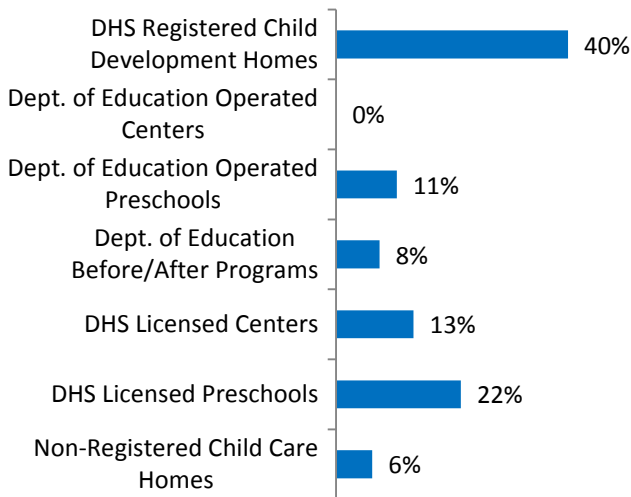 DHS Registered Child
Development Homes
40%
Dept. of Education Operated
Centers
0%
Dept. of Education Operated
Preschools
11%
Dept. of Education
Before/After Programs
8%
DHS Licensed Centers
13%
DHS Licensed Preschools
22%
Non-Registered Child Care
Homes
6%